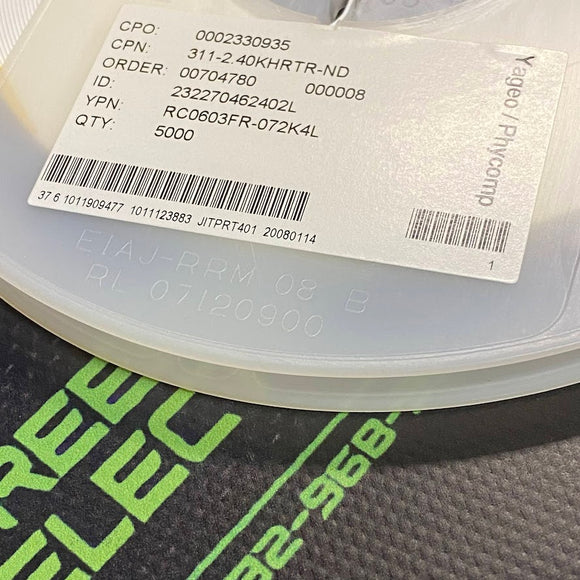 CPO: 0002330935
CPN: 311-2.40KHRTR-ND
ORDER: 00704780 000008
ID: 232270462402L
YPN: RC0603FR-072K4L
QTY: 5000
37 6 1011909477 1011123883 JITPRT401 20080114
Yageo / Phycomp
1
EIAJ-RRM 08 B
RL 07120900